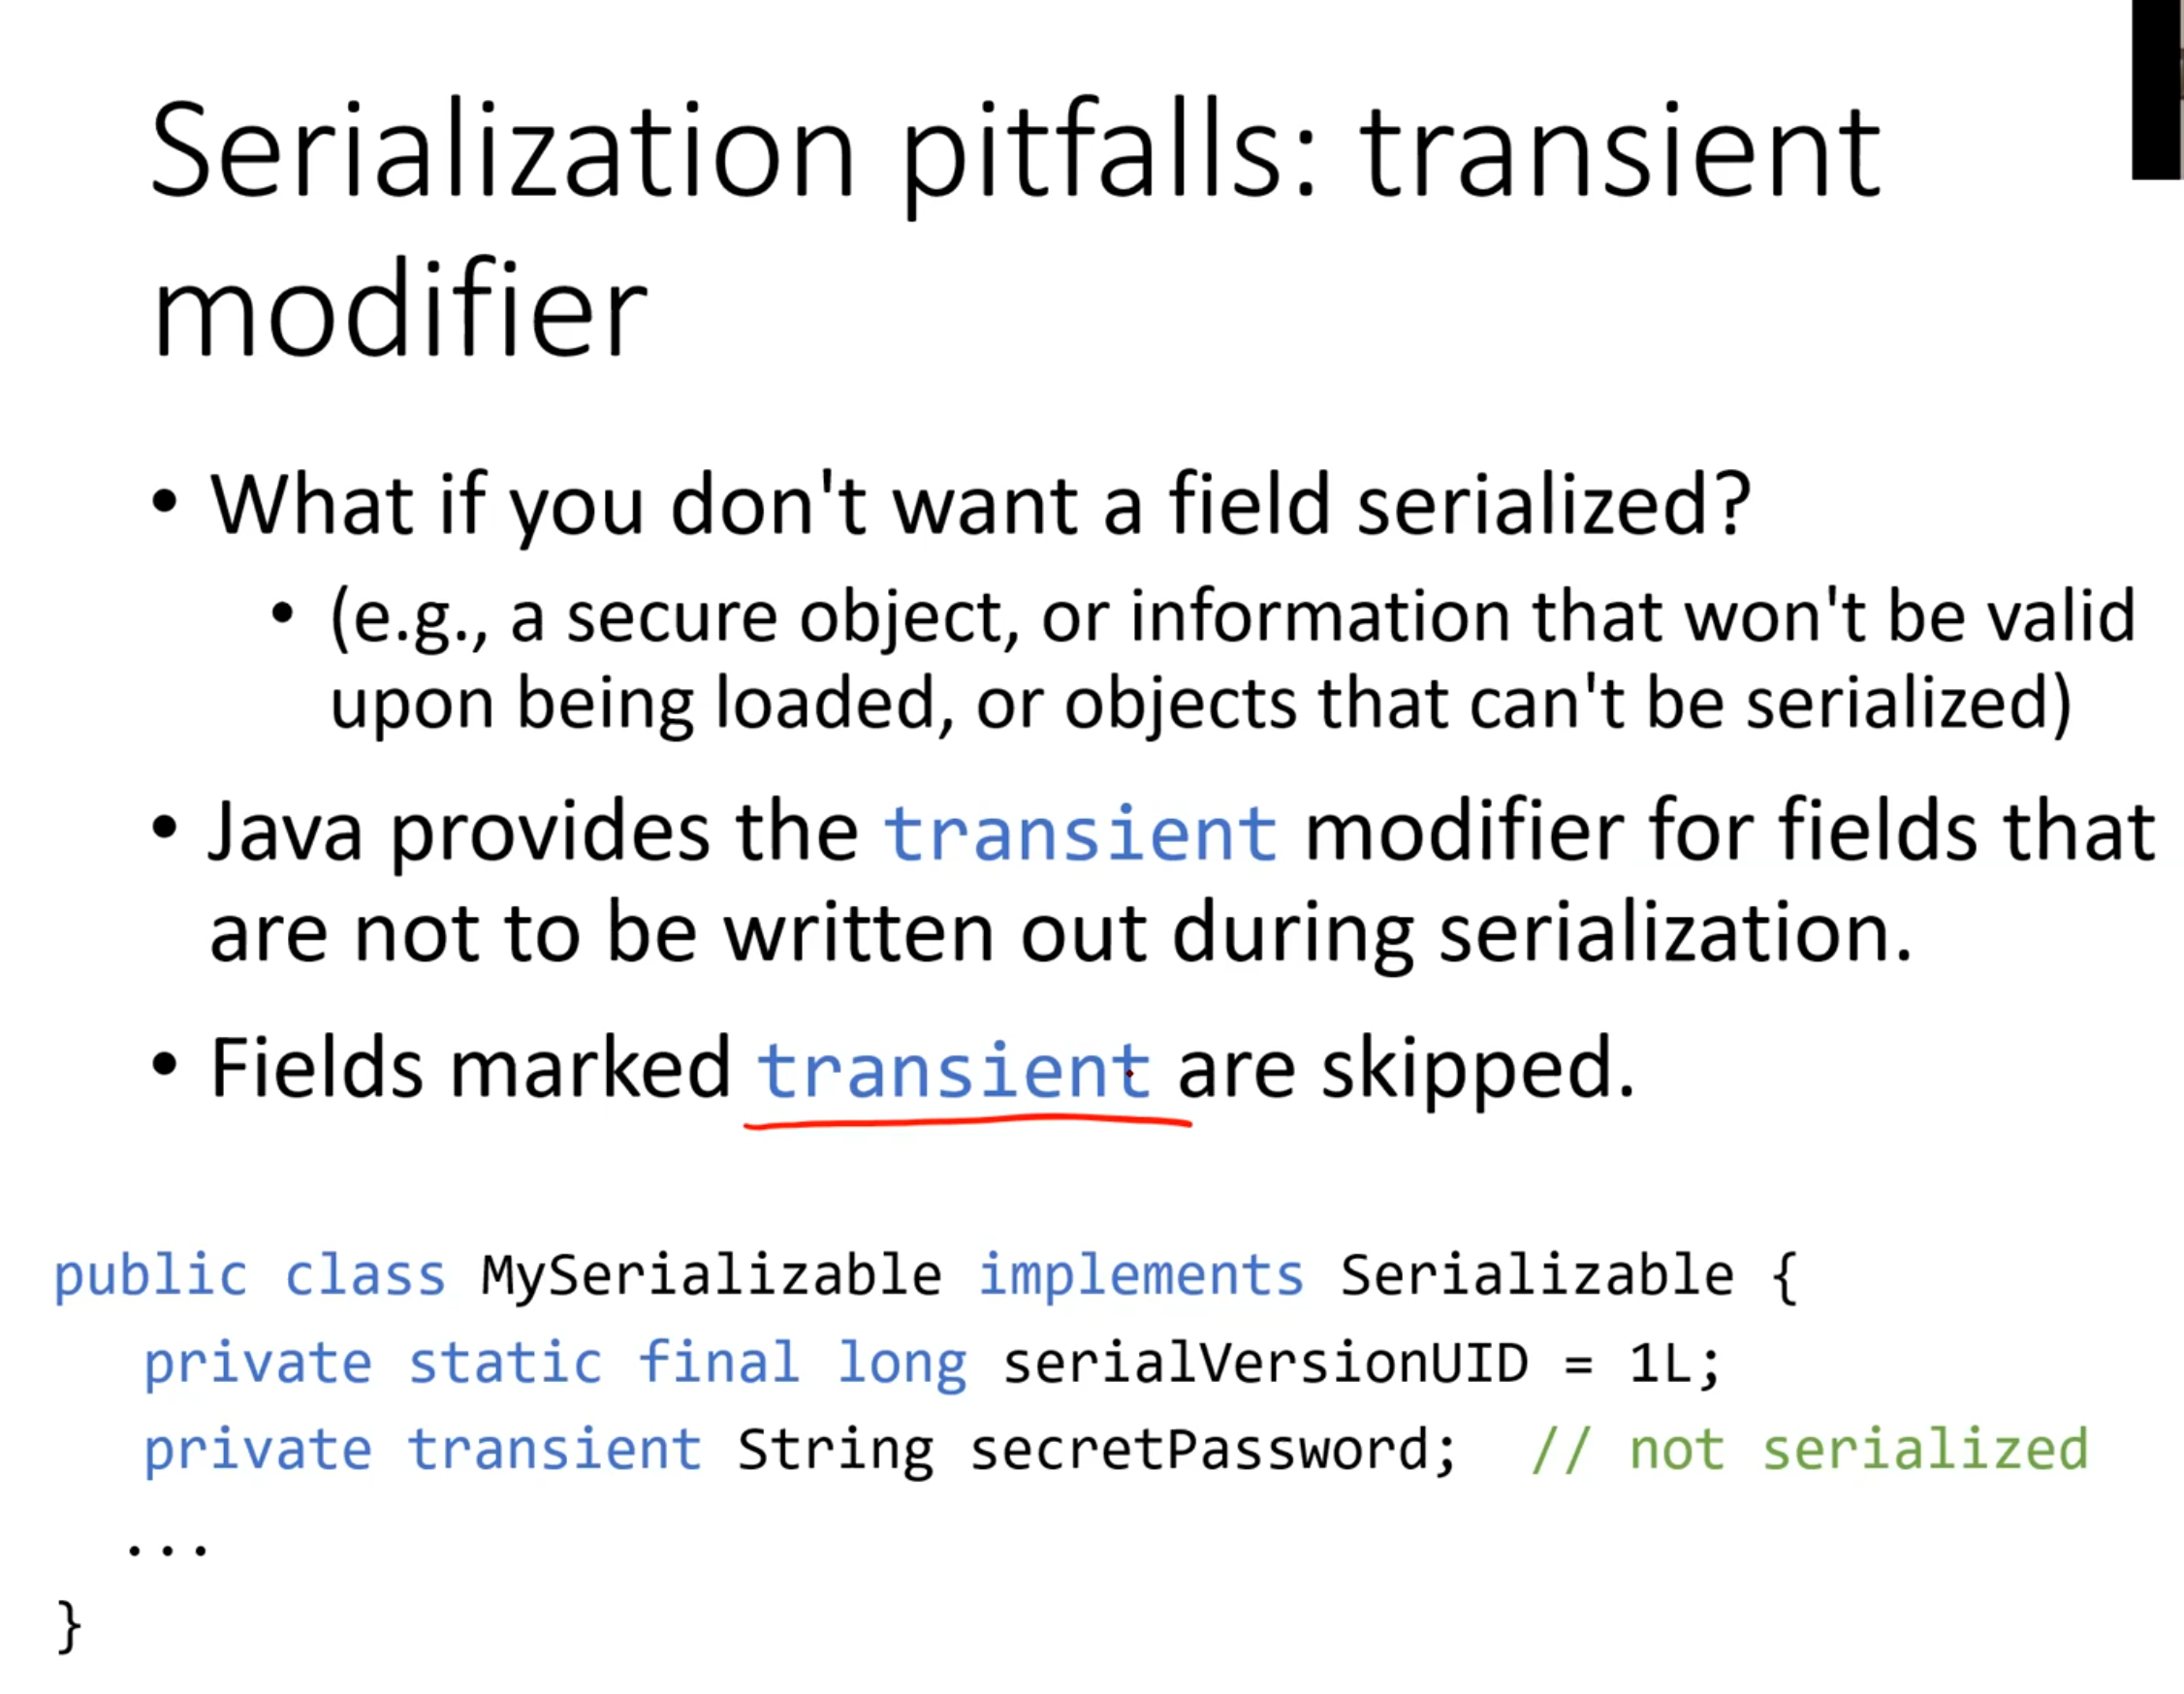 Serialization pitfalls: transient
modifier
• What if you don't want a field serialized?
• (e.g., a secure object, or information that won't be valid
upon being loaded, or objects that can't be serialized)
• Java provides the transient modifier for fields that
are not to be written out during serialization.
• Fields marked transient are skipped.
public class MySerializable implements Serializable {
private static final long serialVersionUID = 1L;
private transient String secretPassword;  // not serialized
...
}